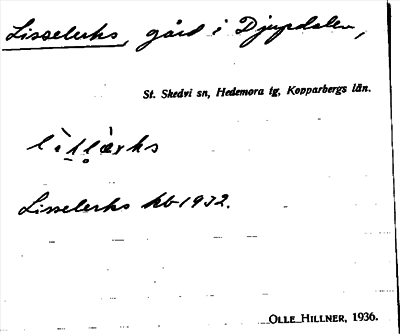 Lisselerks, gård i Djupdalen,
St. Skedvi sn, Hedemora tg, Kopparbergs län.
Lisselerks kb 1932.
OLLE HILLNER, 1936.